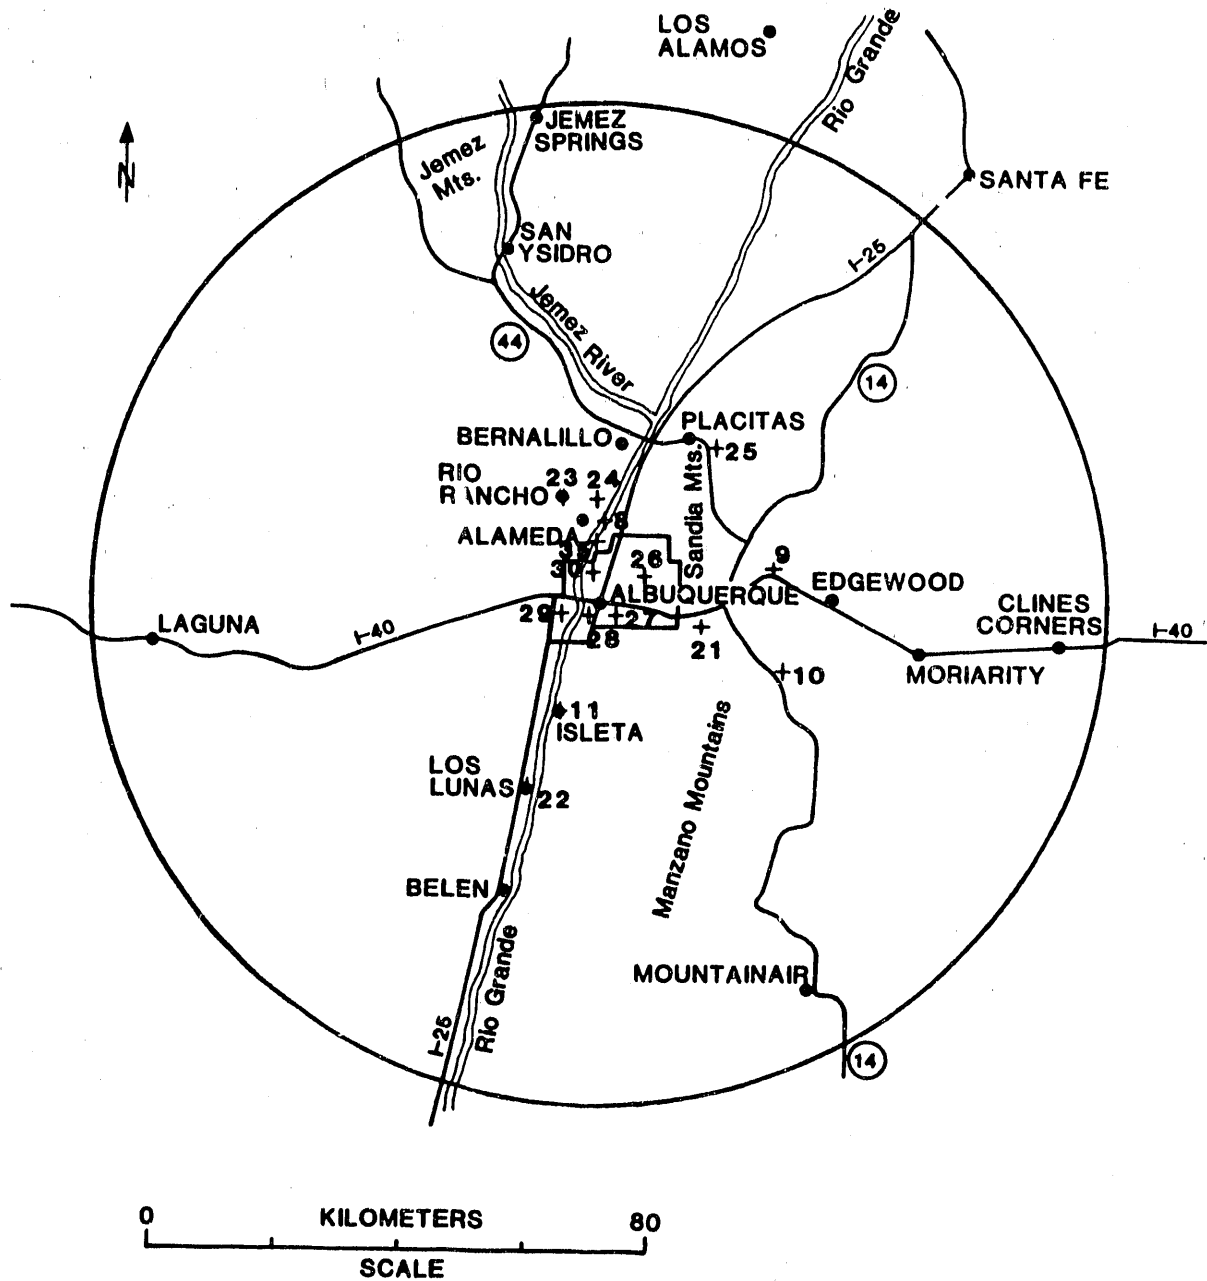 LOS
ALAMOS
Rio Grande
N
JEMEZ
SPRINGS
Jemez
Mts.
SANTA FE
SAN
YSIDRO
I-25
Jemez River
44
14
PLACITAS
BERNALILLO
25
RIO
RANCHO
23
24
Sandia Mts.
8
ALAMEDA
26
9
30
ALBUQUERQUE
EDGEWOOD
CLINES
CORNERS
29
27
LAGUNA
I-40
28
21
I-40
MORIARITY
10
11
ISLETA
LOS
LUNAS
22
Manzano Mountains
BELEN
Rio Grande
MOUNTAINAIR
I-25
14
0
KILOMETERS
80
SCALE